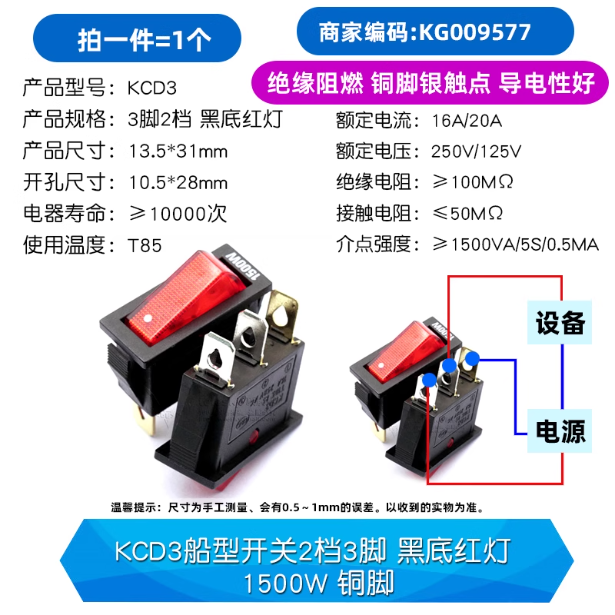 拍一件=1个
商家编码:KG009577
绝缘阻燃 铜脚银触点 导电性好
产品型号: KCD3
产品规格: 3脚2档 黑底红灯
产品尺寸: 13.5*31mm
开孔尺寸: 10.5*28mm
电器寿命: ≥10000次
使用温度: T85
额定电流: 16A/20A
额定电压: 250V/125V
绝缘电阻: ≥100MΩ
接触电阻: ≤50MΩ
介点强度: ≥1500VA/5S/0.5MA
1500W
设备
电源
温馨提示: 尺寸为手工测量、会有0.5~1mm的误差。以收到的实物为准。
KCD3船型开关2档3脚 黑底红灯
1500W 铜脚